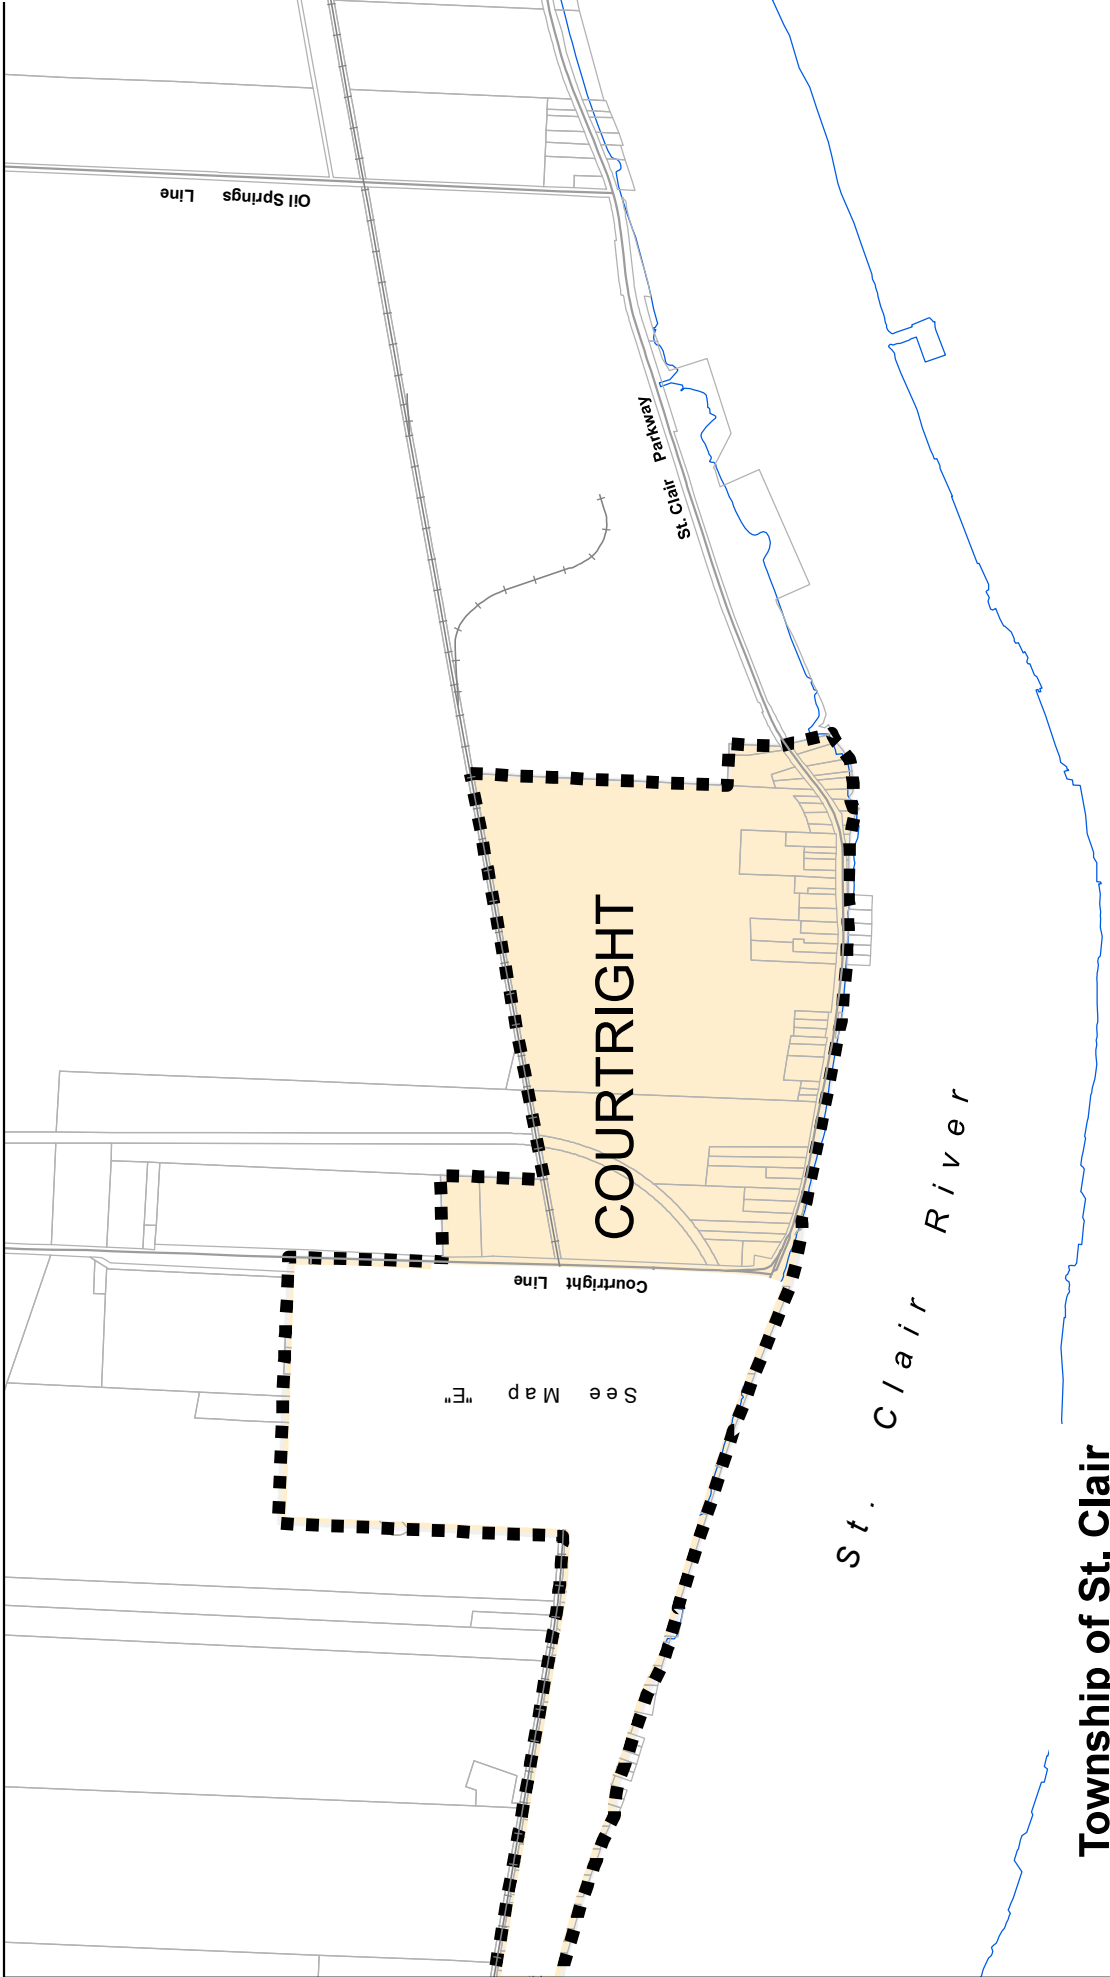 Oil Springs Line
St. Clair Parkway
COURTRIGHT
Courtright Line
See Map "E"
St. Clair River
Township of St. Clair